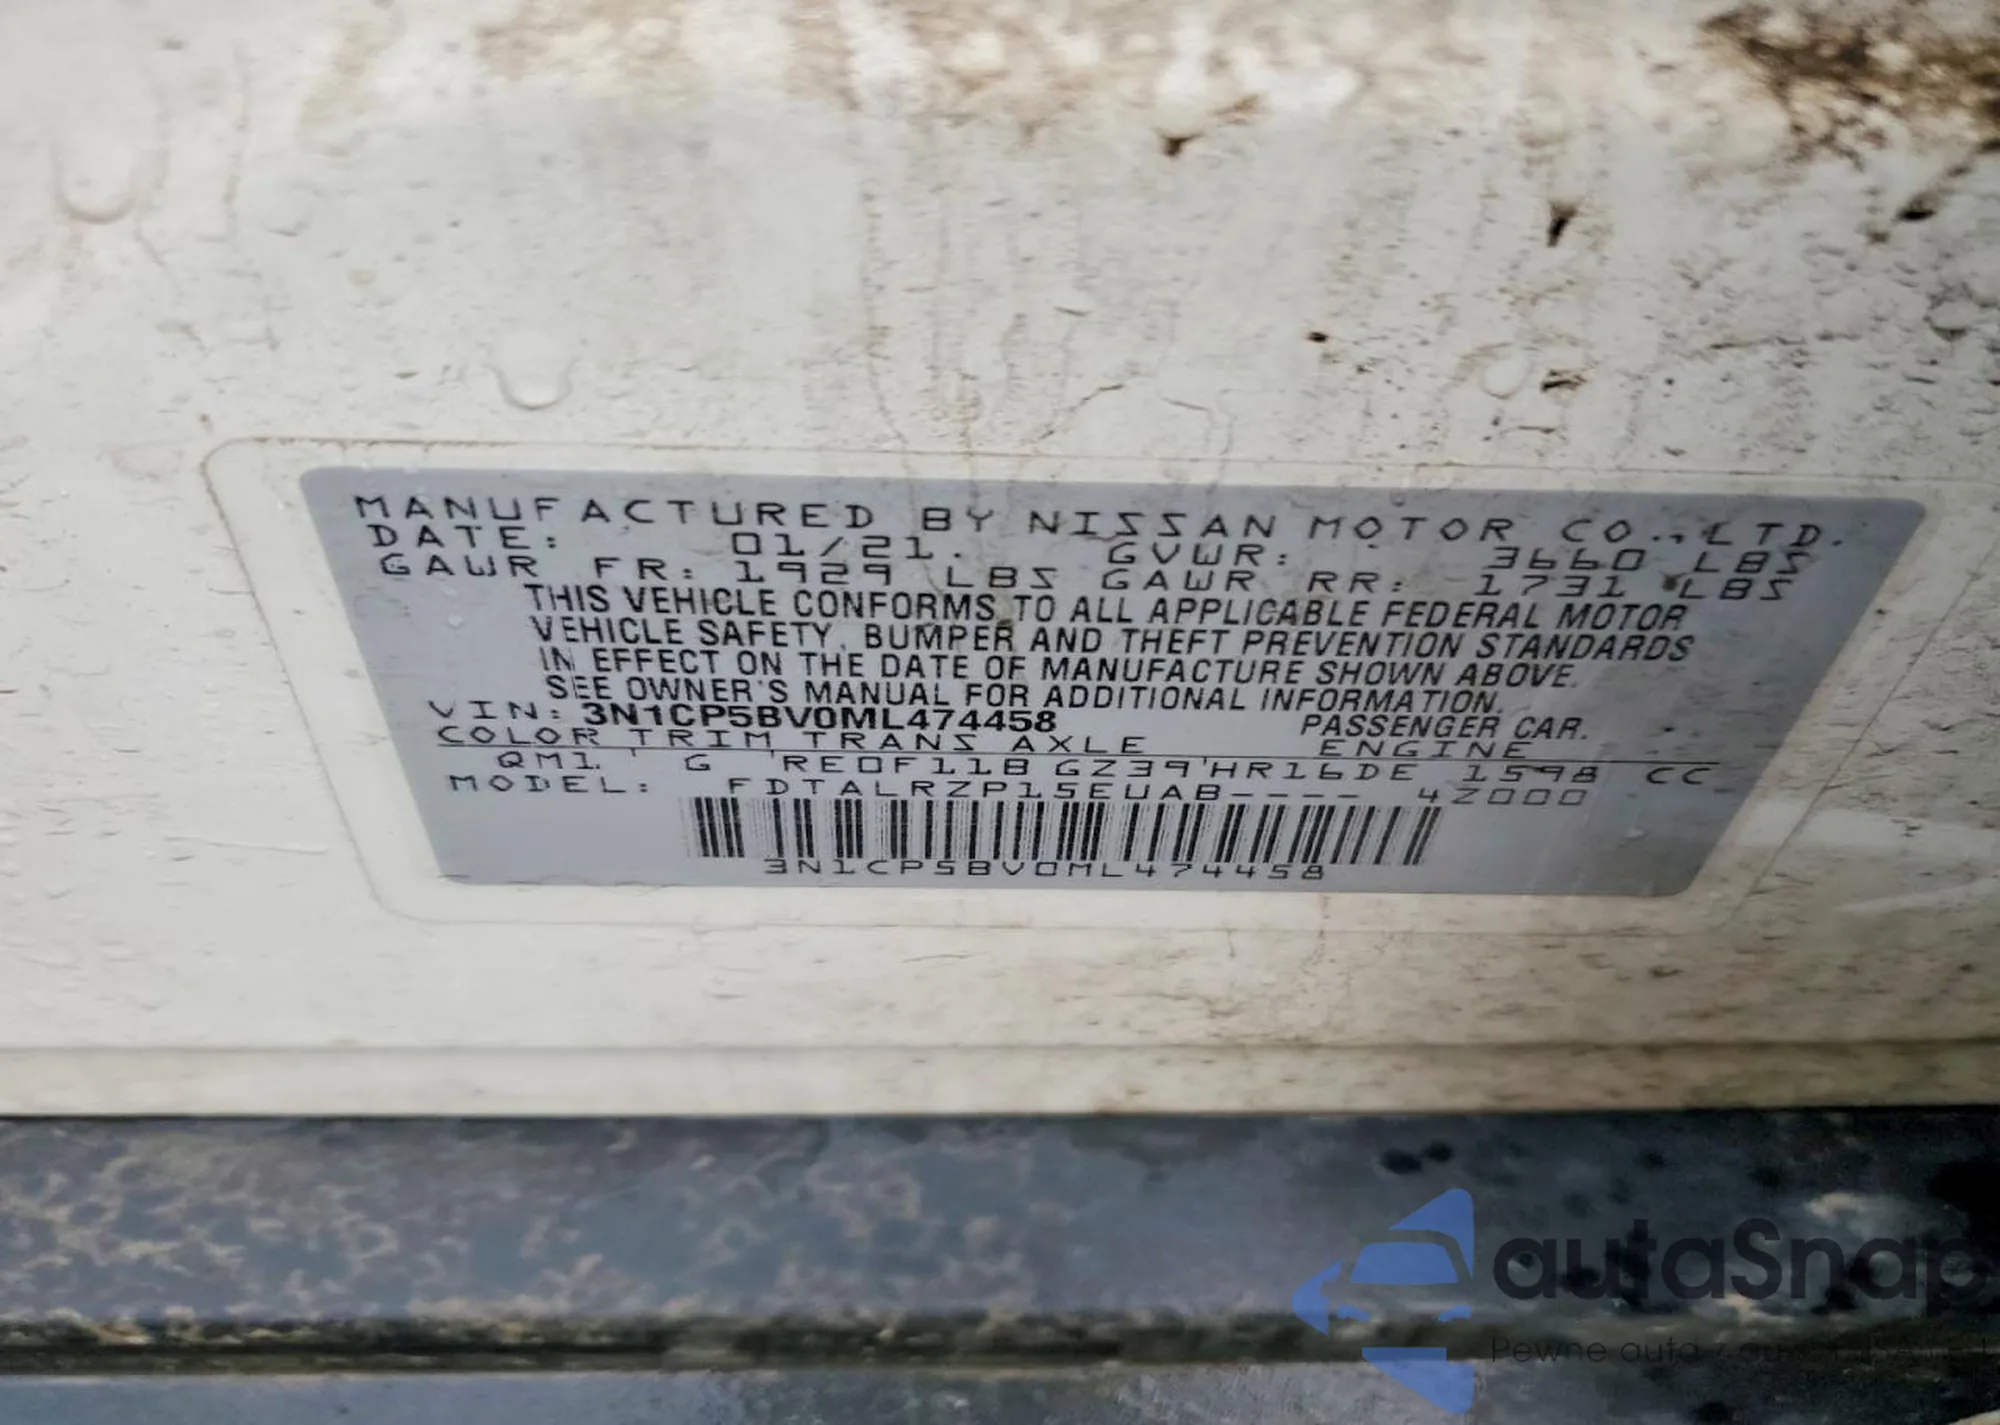 MANUFACTURED BY NISSAN MOTOR CO., LTD.
DATE: 01/21. GVWR: 3660 LBS
GAWR FR: 1929 LBS GAWR RR: 1731 LBS
THIS VEHICLE CONFORMS TO ALL APPLICABLE FEDERAL MOTOR
VEHICLE SAFETY, BUMPER AND THEFT PREVENTION STANDARDS
IN EFFECT ON THE DATE OF MANUFACTURE SHOWN ABOVE.
SEE OWNER'S MANUAL FOR ADDITIONAL INFORMATION.
VIN: 3N1CP5BV0ML474458 PASSENGER CAR.
COLOR TRIM TRANS AXLE ENGINE
QM1 G RE0F11B GZ39 HR16DE 1598 CC
MODEL: FDTALRZP15EUAB---- 4Z000
3N1CP5BV0ML474458
autaSnap
Pewne auta z